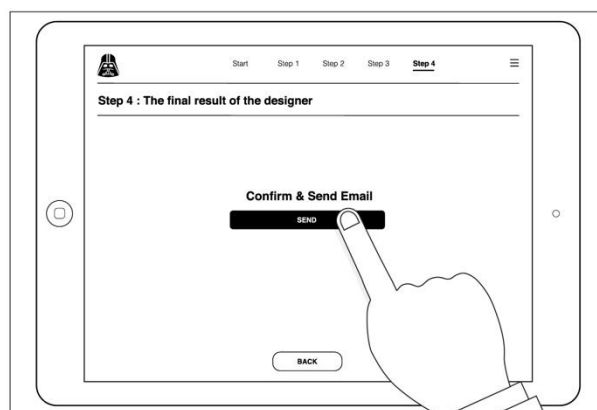 Start Step 1 Step 2 Step 3 Step 4
Step 4 : The final result of the designer
Confirm & Send Email
SEND
BACK